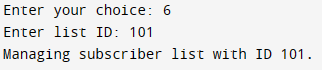 Enter your choice: 6
Enter list ID: 101
Managing subscriber list with ID 101.